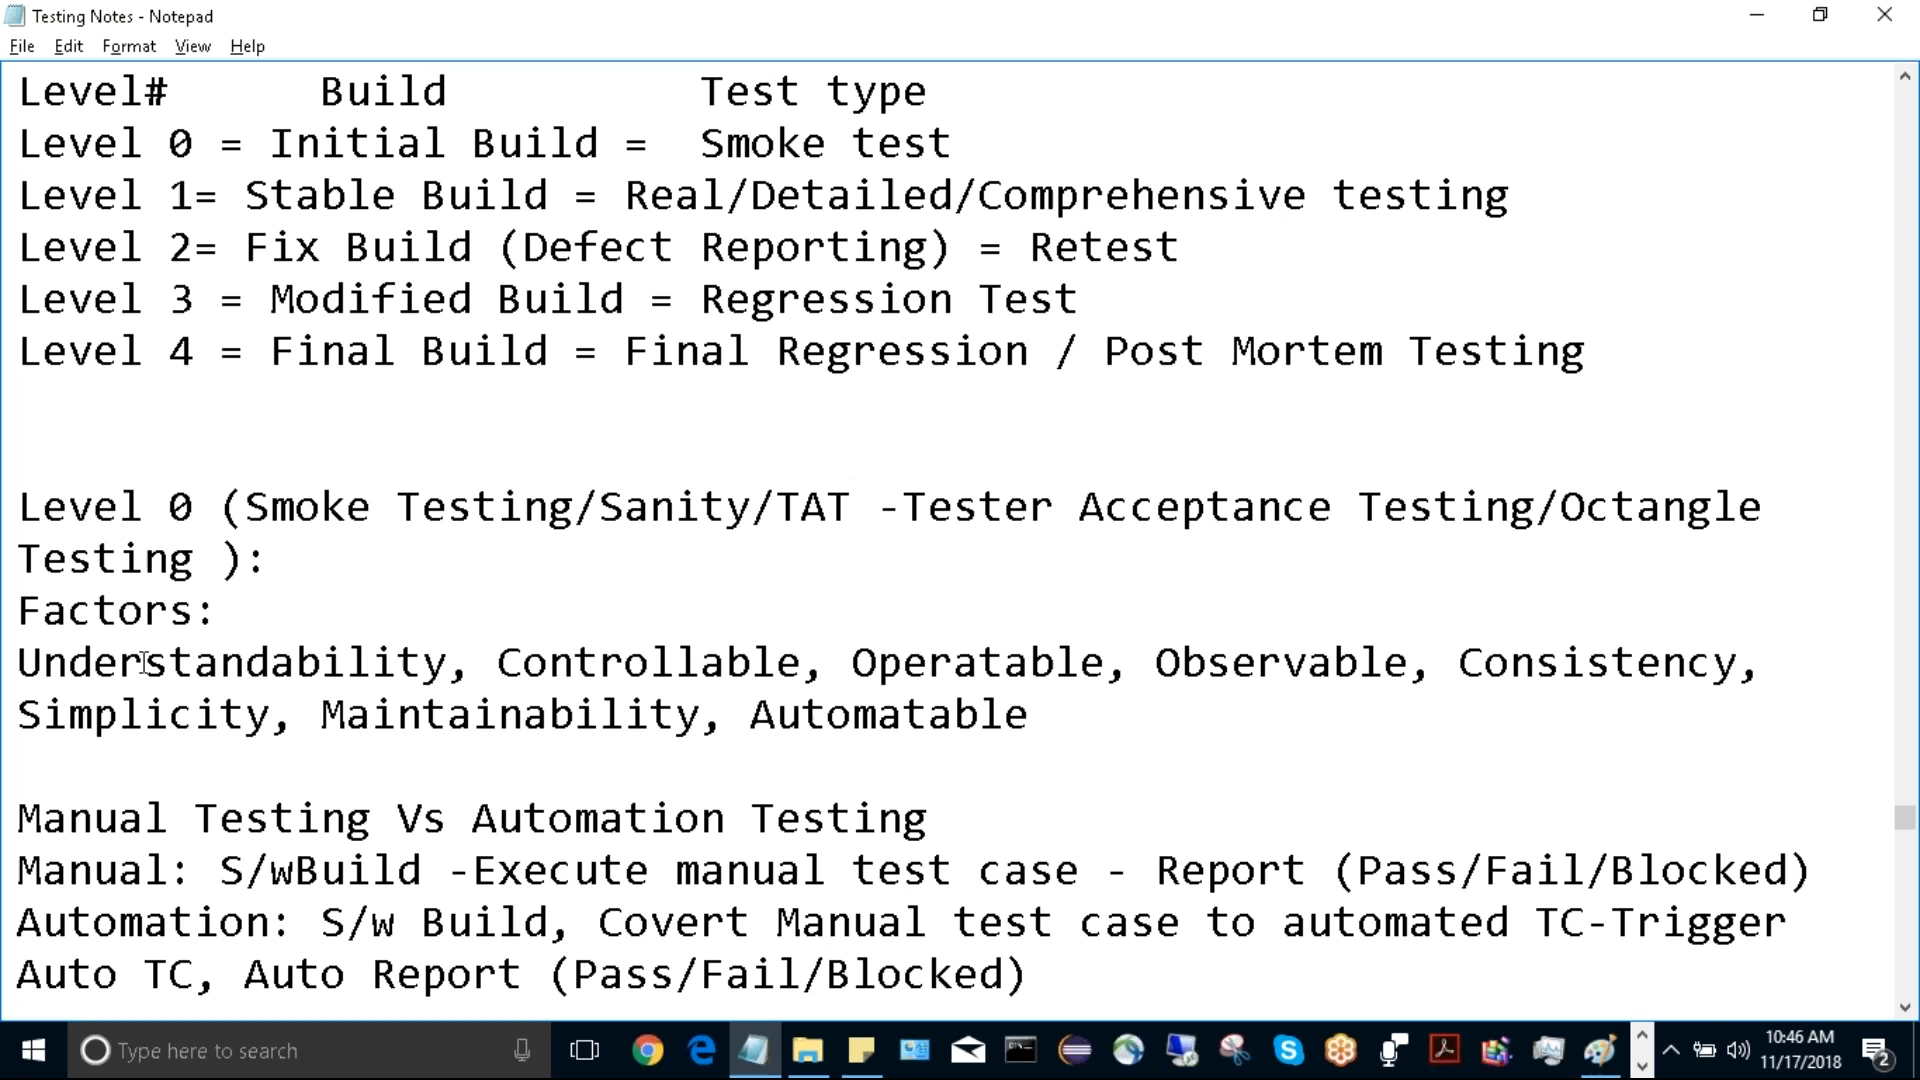 Testing Notes - Notepad
File Edit Format View Help
Level# Build Test type
Level 0 = Initial Build = Smoke test
Level 1= Stable Build = Real/Detailed/Comprehensive testing
Level 2= Fix Build (Defect Reporting) = Retest
Level 3 = Modified Build = Regression Test
Level 4 = Final Build = Final Regression / Post Mortem Testing
Level 0 (Smoke Testing/Sanity/TAT -Tester Acceptance Testing/Octangle
Testing ):
Factors:
Understandability, Controllable, Operatable, Observable, Consistency,
Simplicity, Maintainability, Automatable
Manual Testing Vs Automation Testing
Manual: S/wBuild -Execute manual test case - Report (Pass/Fail/Blocked)
Automation: S/w Build, Covert Manual test case to automated TC-Trigger
Auto TC, Auto Report (Pass/Fail/Blocked)
Type here to search
10:46 AM
11/17/2018
2